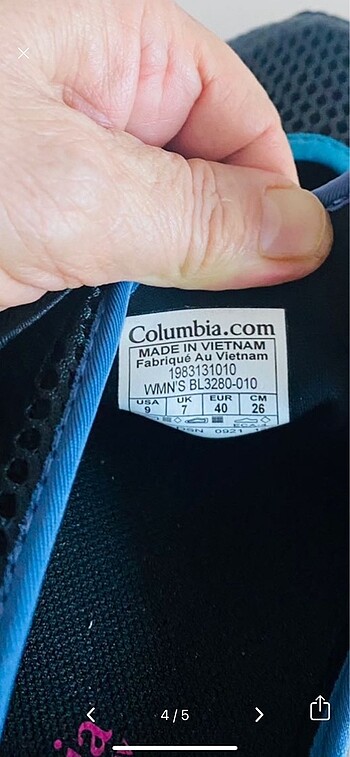 Columbia.com
MADE IN VIETNAM
Fabriqué Au Vietnam
1983131010
WMN'S BL3280-010
USA UK EUR CM
9 7 40 26
0921
4/5